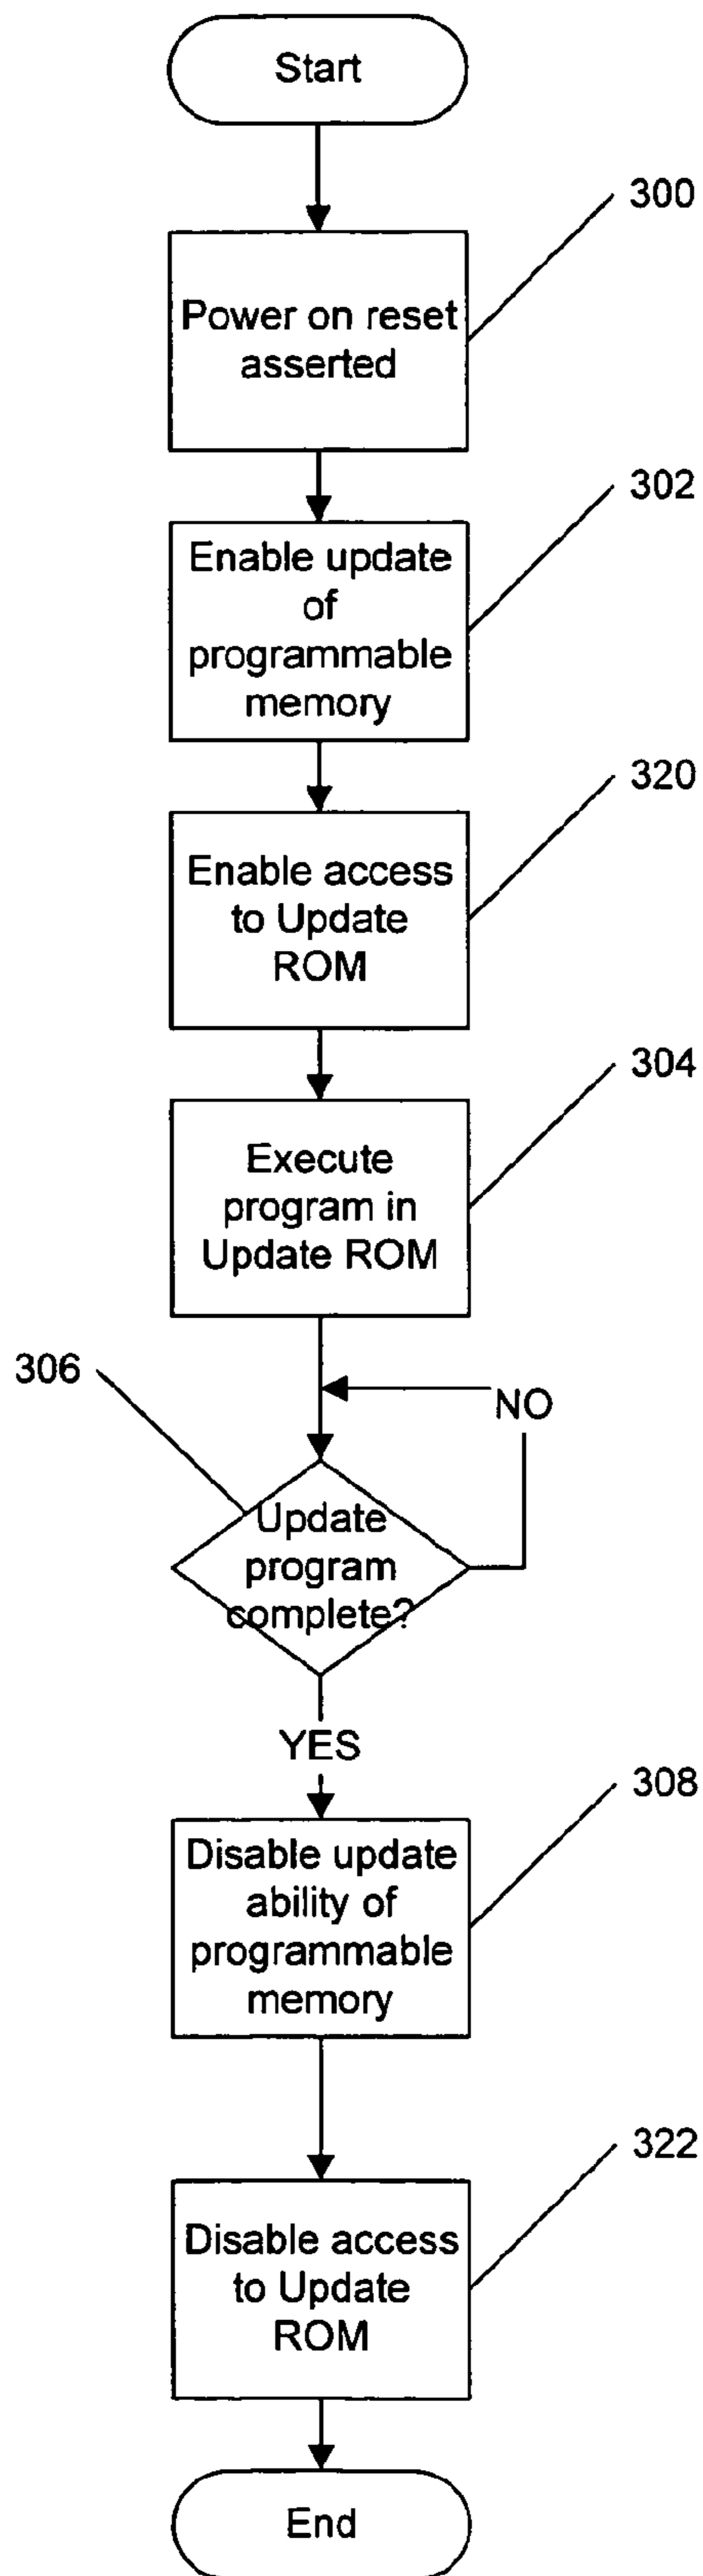 Start
300
Power on reset
asserted
302
Enable update
of
programmable
memory
320
Enable access
to Update
ROM
304
Execute
program in
Update ROM
306
NO
Update
program
complete?
YES
308
Disable update
ability of
programmable
memory
322
Disable access
to Update
ROM
End